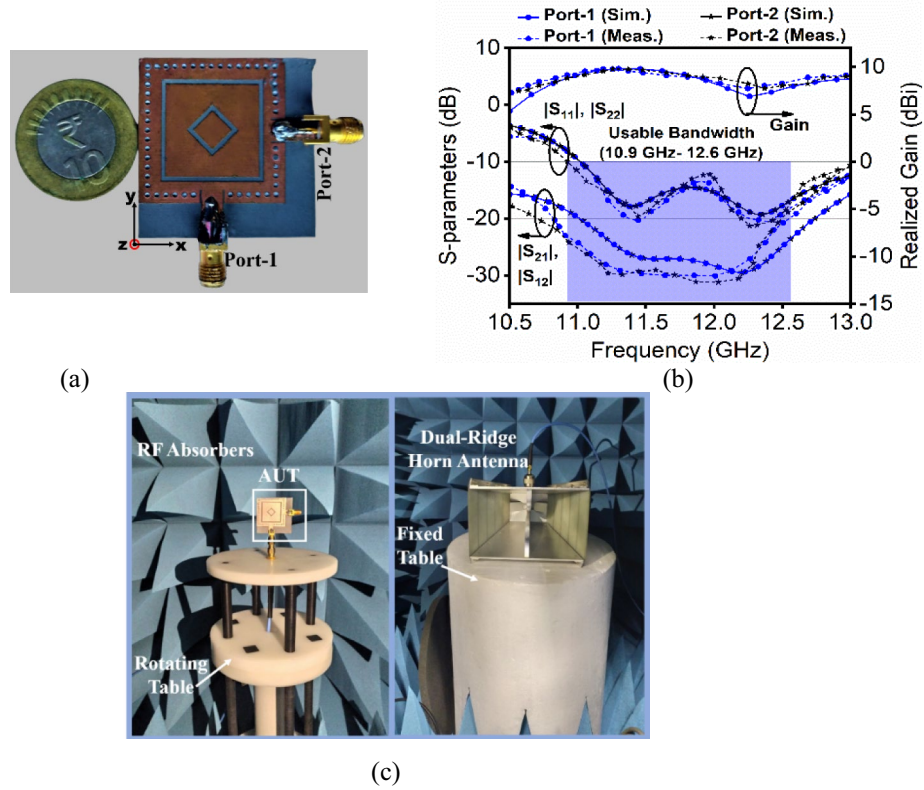 Port-2
y
z
x
Port-1
(a)
Port-1 (Sim.)
Port-2 (Sim.)
Port-1 (Meas.)
Port-2 (Meas.)
10
0
-10
-20
-30
S-parameters (dB)
10
5
0
-5
-10
-15
Realized Gain (dBi)
|S11|, |S22|
Gain
Usable Bandwidth
(10.9 GHz- 12.6 GHz)
|S21|,
|S12|
10.5 11.0 11.5 12.0 12.5 13.0
Frequency (GHz)
(b)
RF Absorbers
AUT
Rotating
Table
Dual-Ridge
Horn Antenna
Fixed
Table
(c)